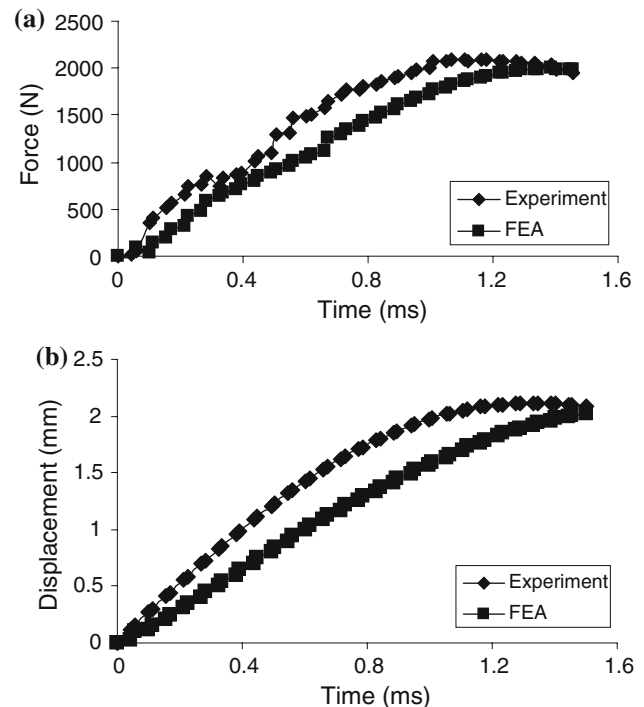 (a)
Force (N)
2500
2000
1500
1000
500
0
0
0.4
0.8
1.2
1.6
Time (ms)
Experiment
FEA
(b)
Displacement (mm)
2.5
2
1.5
1
0.5
0
0
0.4
0.8
1.2
1.6
Time (ms)
Experiment
FEA